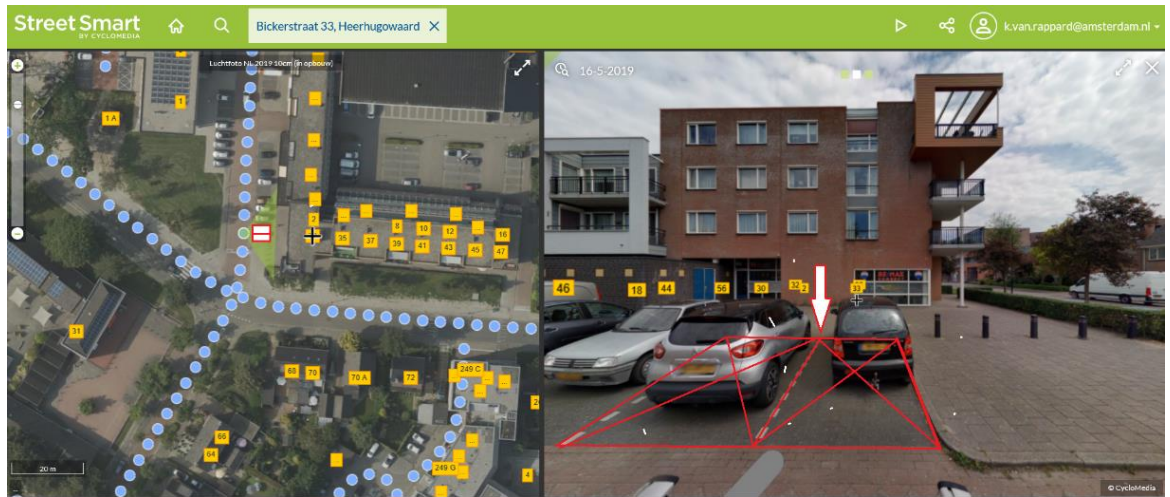 Street Smart
BY CYCLOMEDIA
Bickerstraat 33, Heerhugowaard
k.van.rappard@amsterdam.nl
Luchtfoto NL 2019 10cm (in opbouw)
1 A
1
2
35
37
8
39
10
41
12
43
45
16
47
31
68
70
70 A
72
249 C
66
64
249 G
4
20 m
16-5-2019
46
18
44
56
30
32
2
33
RE/MAX
© CycloMedia